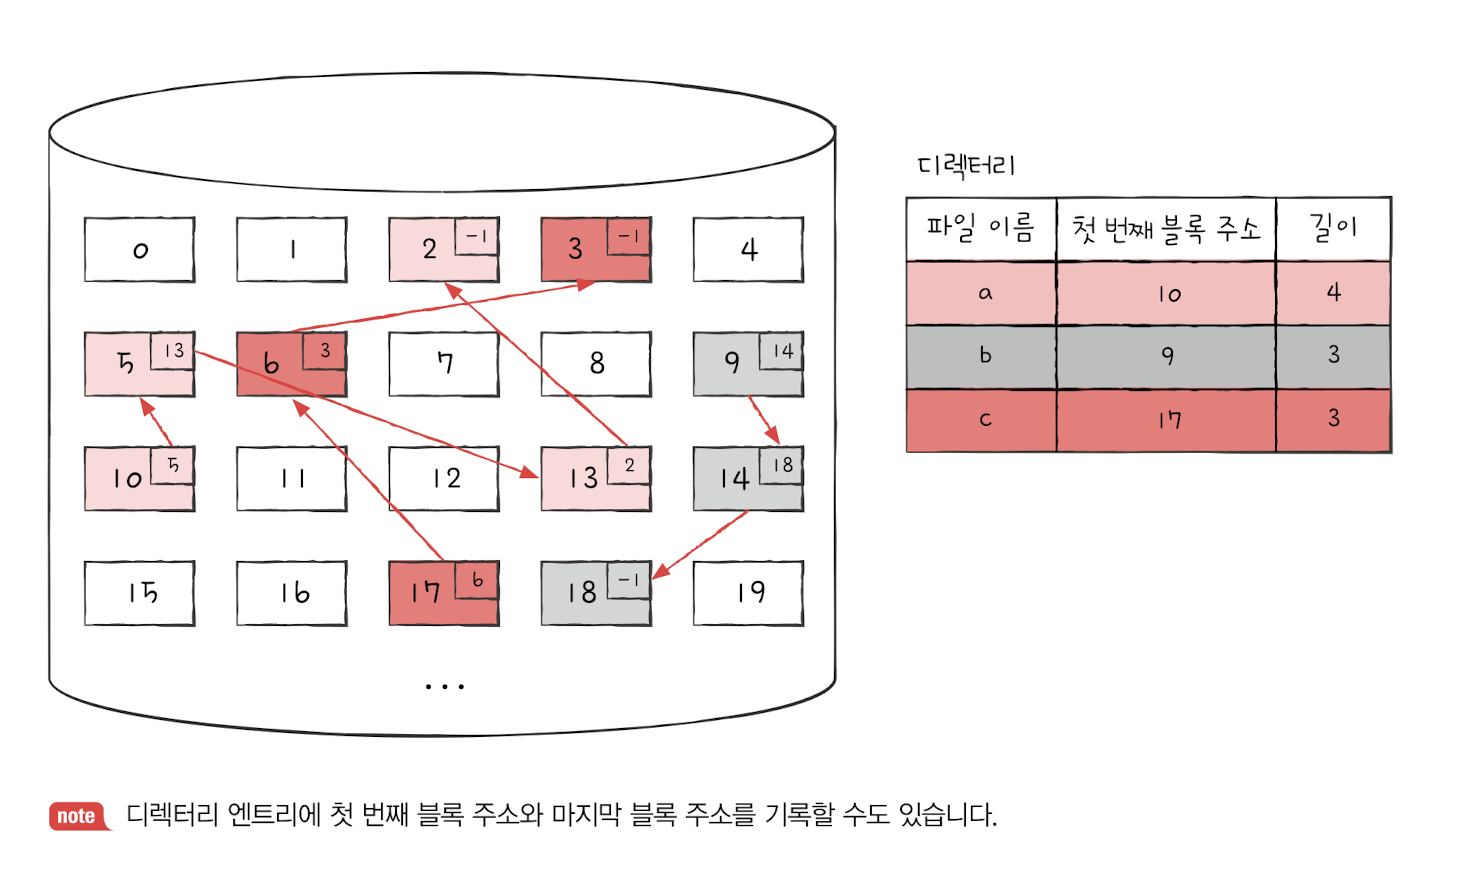 디렉터리
파일 이름 첫 번째 블록 주소 길이
a 10 4
b 9 3
c 17 3
0 1 2 -1 3 -1 4
5 13 6 3 7 8 9 14
10 5 11 12 13 2 14 18
15 16 17 6 18 -1 19
...
note 디렉터리 엔트리에 첫 번째 블록 주소와 마지막 블록 주소를 기록할 수도 있습니다.